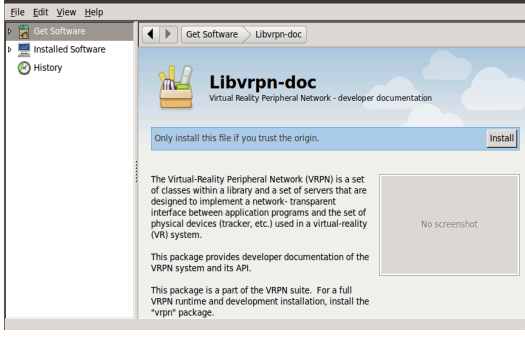 File Edit View Help
Get Software
Installed Software
History
Get Software Libvrpn-doc
Libvrpn-doc
Virtual Reality Peripheral Network - developer documentation
Only install this file if you trust the origin. Install
The Virtual-Reality Peripheral Network (VRPN) is a set
of classes within a library and a set of servers that are
designed to implement a network- transparent
interface between application programs and the set of
physical devices (tracker, etc.) used in a virtual-reality
(VR) system.
This package provides developer documentation of the
VRPN system and its API.
This package is a part of the VRPN suite. For a full
VRPN runtime and development installation, install the
"vrpn" package.
No screenshot